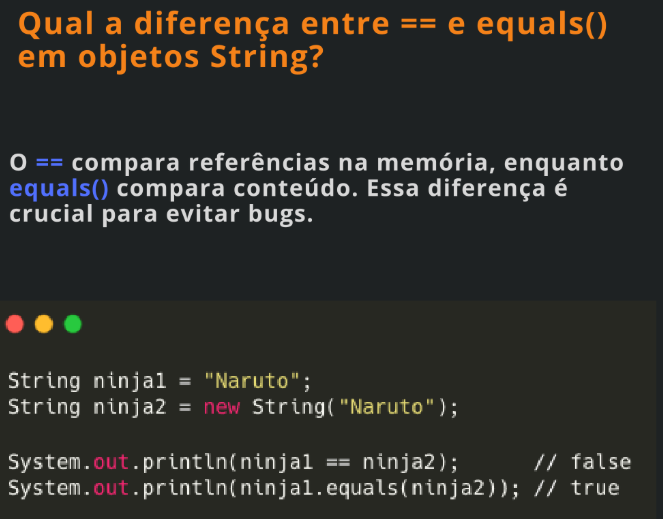 Qual a diferença entre == e equals()
em objetos String?
O == compara referências na memória, enquanto
equals() compara conteúdo. Essa diferença é
crucial para evitar bugs.
String ninja1 = "Naruto";
String ninja2 = new String("Naruto");
System.out.println(ninja1 == ninja2);      // false
System.out.println(ninja1.equals(ninja2)); // true